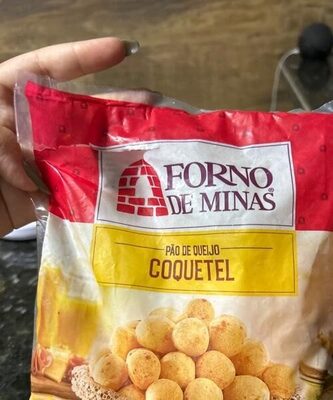 FORNO
DE MINAS®
PÃO DE QUEIJO
COQUETEL